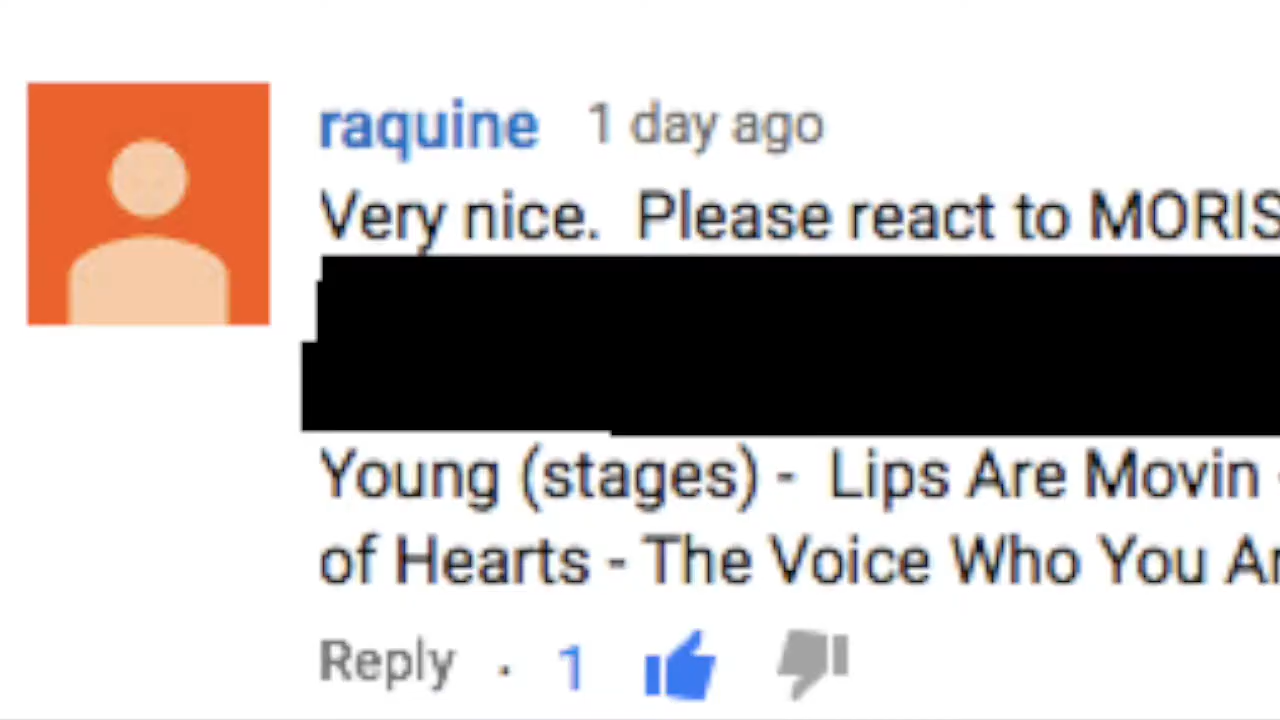 raquine 1 day ago
Very nice. Please react to MORIS
Young (stages) - Lips Are Movin
of Hearts - The Voice Who You Ar
Reply · 1